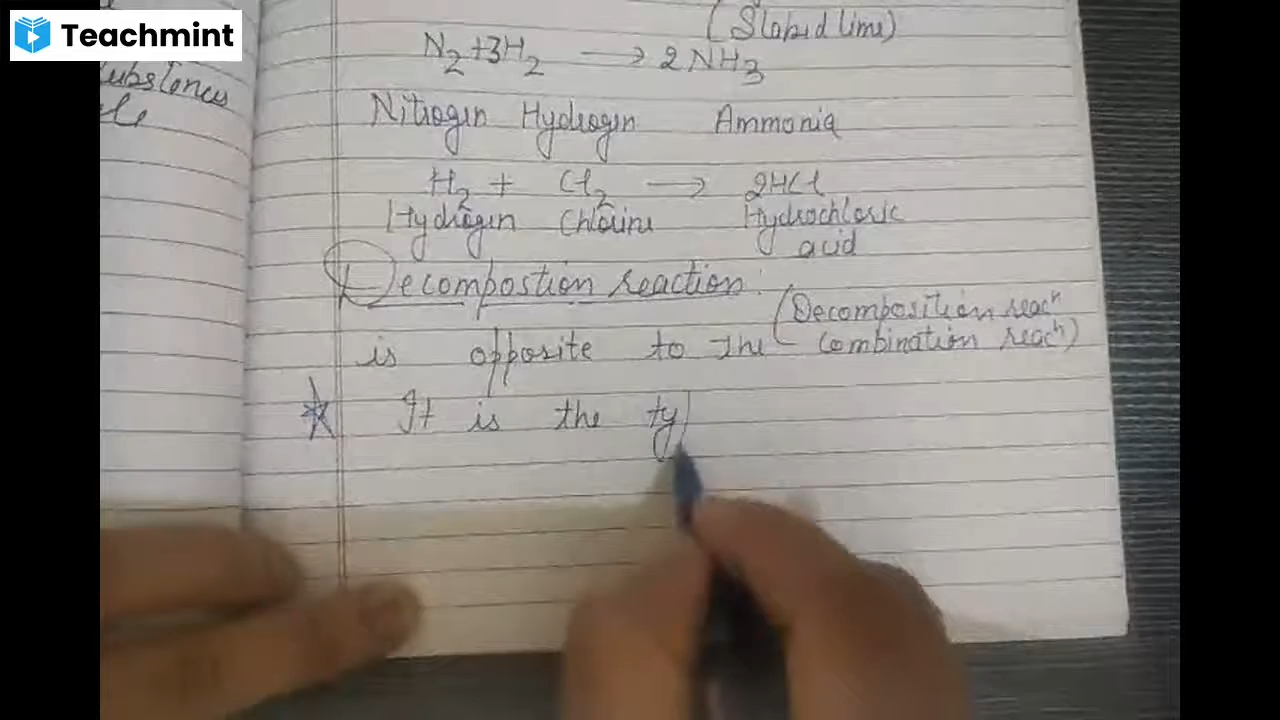 Teachmint
(Slaked lime)
N2 + 3H2 → 2NH3
Nitrogen Hydrogen Ammonia
H2 + Cl2 → 2HCl
Hydrogen Chlorine Hydrochloric
acid
Decompostion reaction:
(Decomposition reacn
is opposite to the combination reacn)
It is the ty
substances